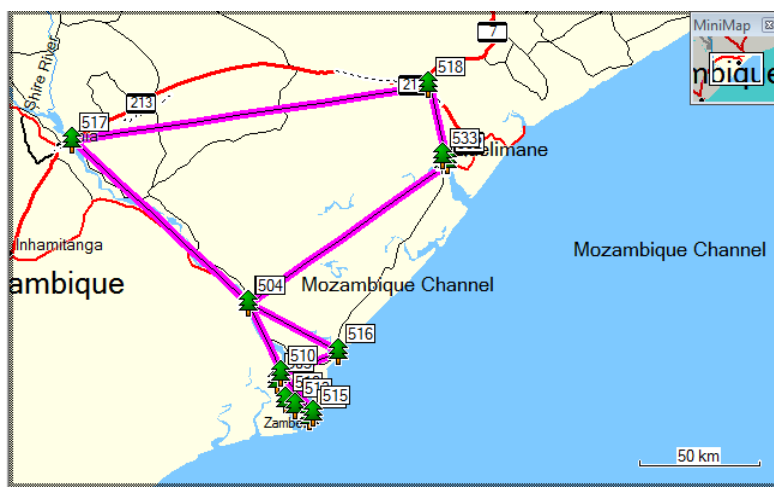 MiniMap
mbique
7
518
Shire River
213
21
517
533
elimane
Inhamitanga
Mozambique Channel
ambique
504
Mozambique Channel
516
510
515
Zambe
50 km